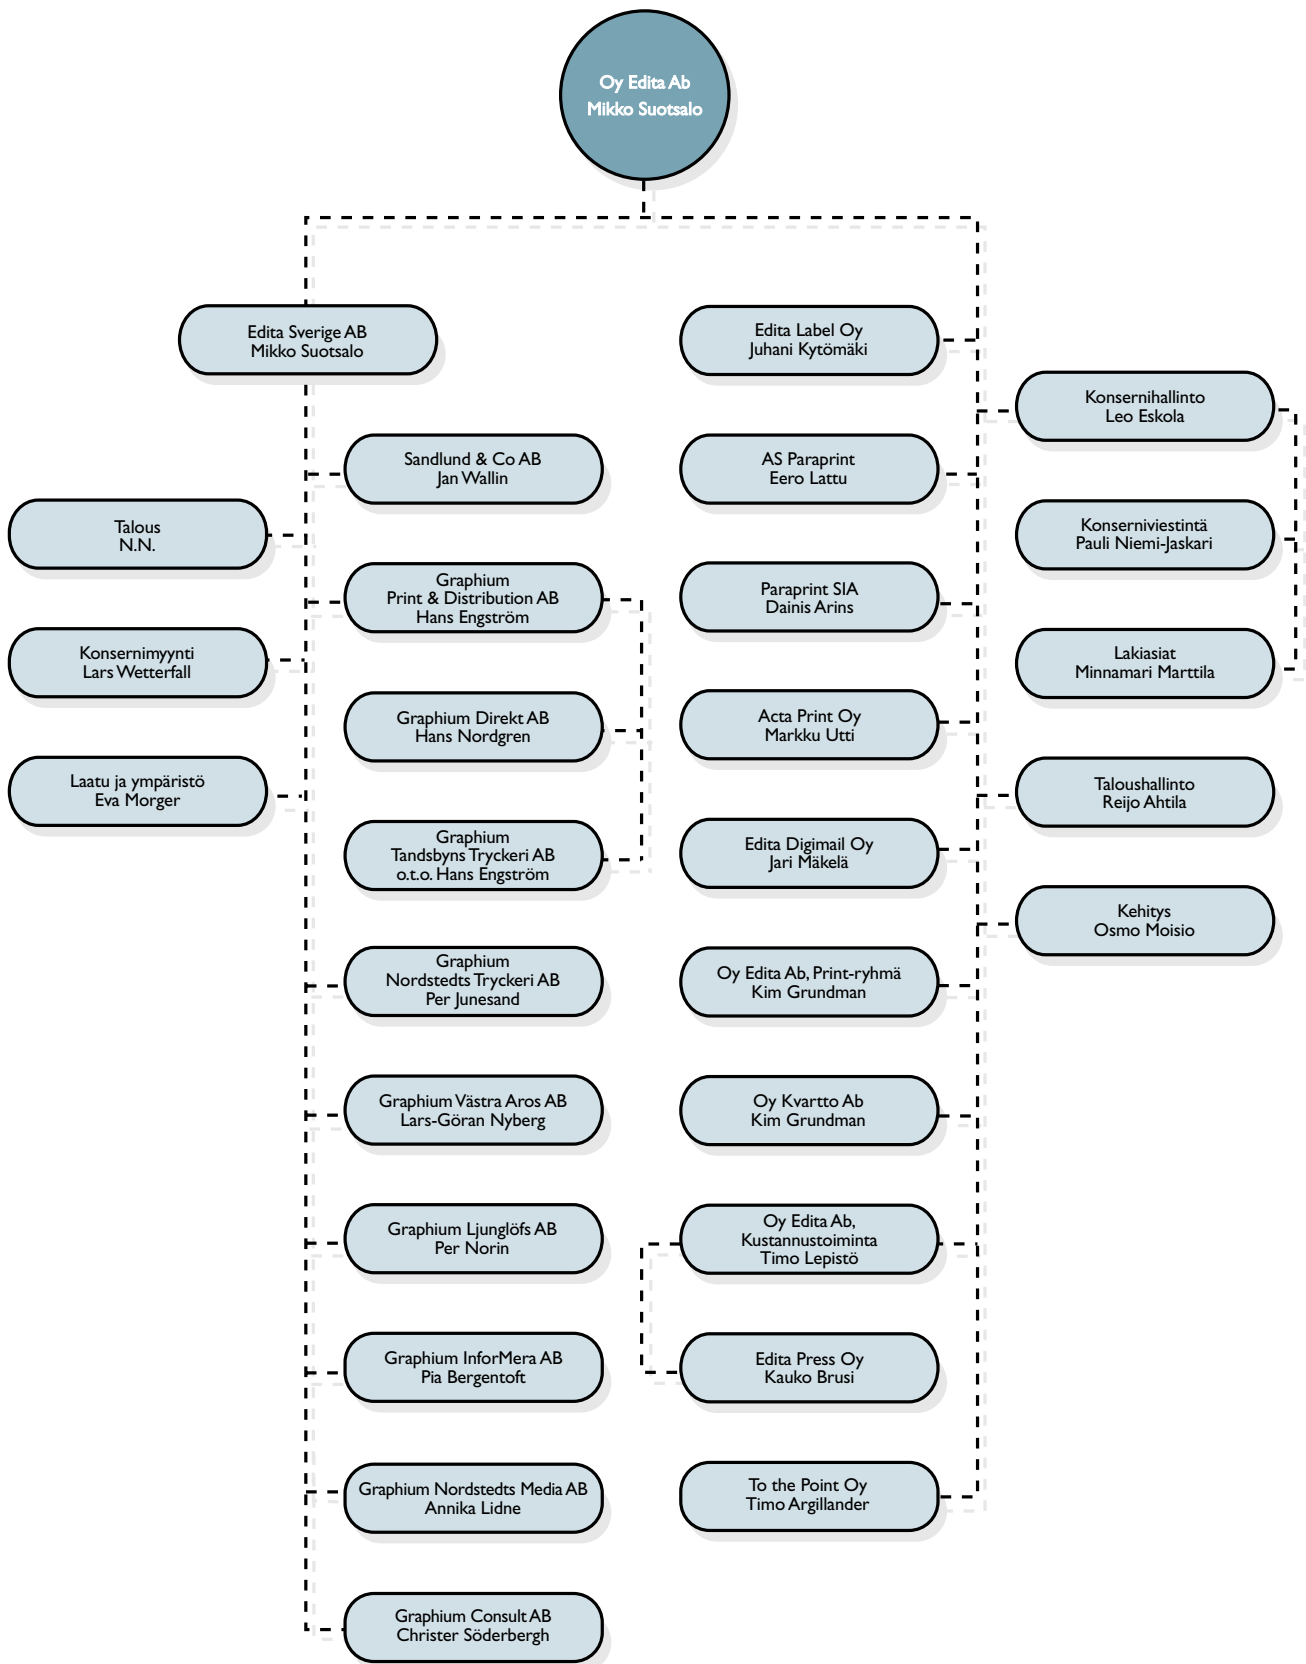 Oy Edita Ab
Mikko Suotsalo
Edita Sverige AB
Mikko Suotsalo
Talous
N.N.
Konsernimyynti
Lars Wetterfall
Laatu ja ympäristö
Eva Morger
Sandlund & Co AB
Jan Wallin
Graphium
Print & Distribution AB
Hans Engström
Graphium Direkt AB
Hans Nordgren
Graphium
Tandsbyns Tryckeri AB
o.t.o. Hans Engström
Graphium
Nordstedts Tryckeri AB
Per Junesand
Graphium Västra Aros AB
Lars-Göran Nyberg
Graphium Ljunglöfs AB
Per Norin
Graphium InforMera AB
Pia Bergentoft
Graphium Nordstedts Media AB
Annika Lidne
Graphium Consult AB
Christer Söderbergh
Edita Label Oy
Juhani Kytömäki
AS Paraprint
Eero Lattu
Paraprint SIA
Dainis Arins
Acta Print Oy
Markku Utti
Edita Digimail Oy
Jari Mäkelä
Oy Edita Ab, Print-ryhmä
Kim Grundman
Oy Kvartto Ab
Kim Grundman
Oy Edita Ab,
Kustannustoiminta
Timo Lepistö
Edita Press Oy
Kauko Brusi
To the Point Oy
Timo Argillander
Konsernihallinto
Leo Eskola
Konserniviestintä
Pauli Niemi-Jaskari
Lakiasiat
Minnamari Marttila
Taloushallinto
Reijo Ahtila
Kehitys
Osmo Moisio